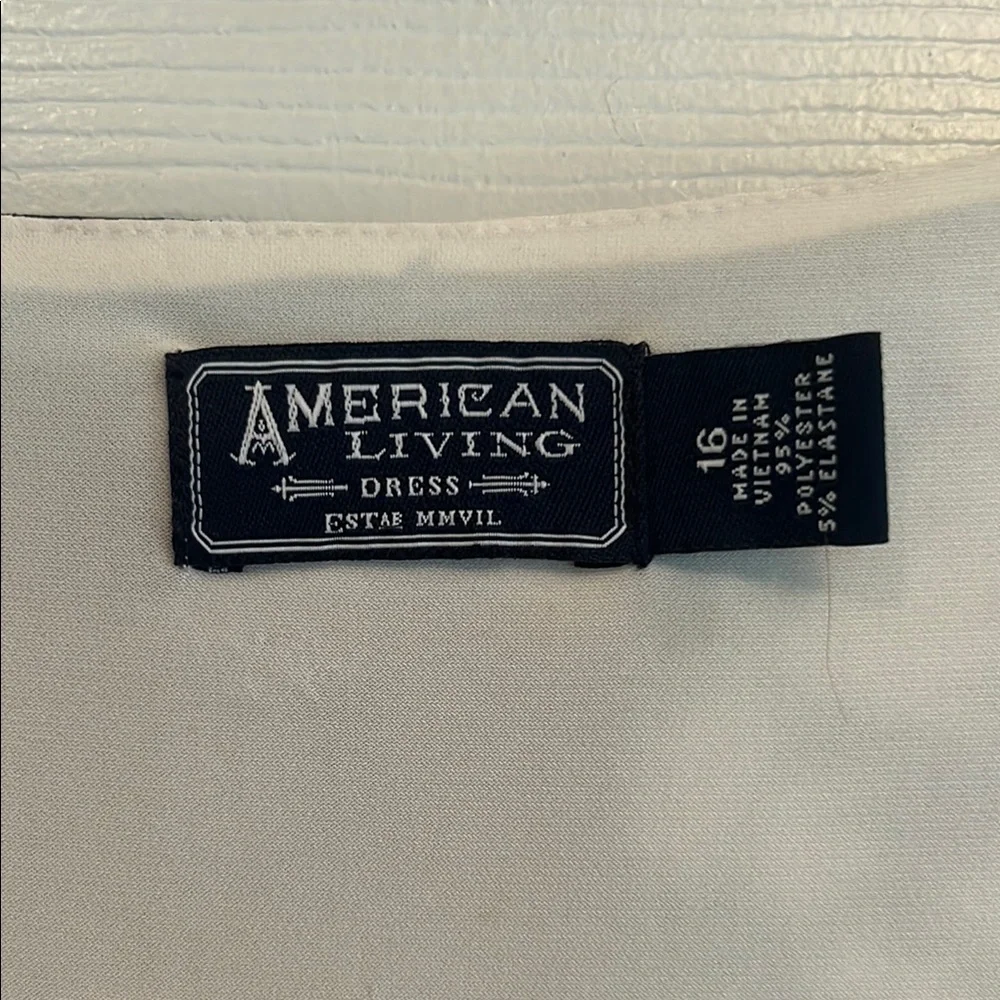 AMERICAN
LIVING
DRESS
ESTAB MMVII
16
MADE IN
VIETNAM
95%
POLYESTER
5% ELASTANE